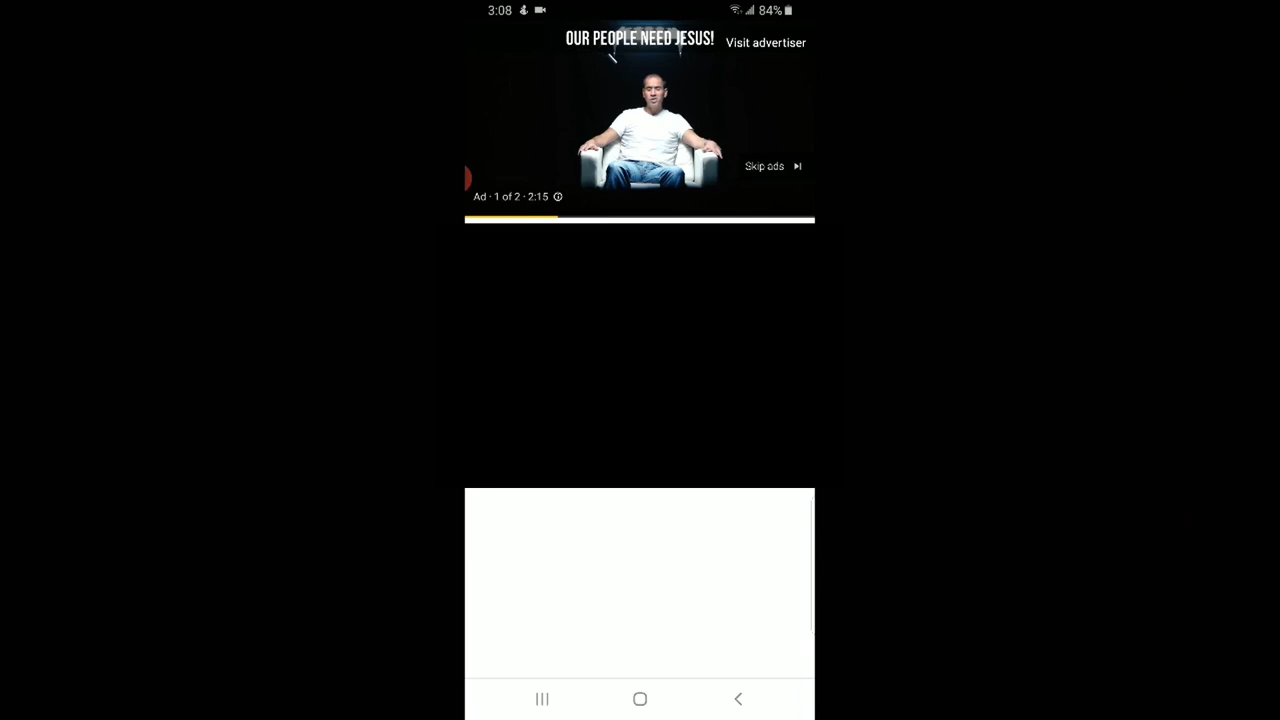 3:08
84%
OUR PEOPLE NEED JESUS!
Visit advertiser
Skip ads
Ad · 1 of 2 · 2:15